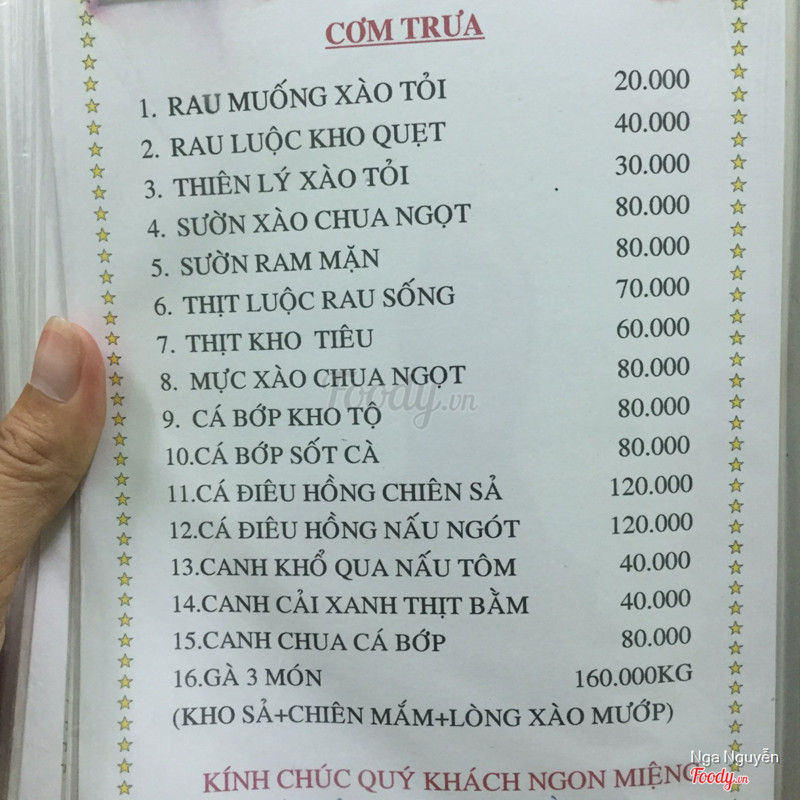 CƠM TRƯA
1. RAU MUỐNG XÀO TỎI 20.000
2. RAU LUỘC KHO QUẸT 40.000
3. THIÊN LÝ XÀO TỎI 30.000
4. SƯỜN XÀO CHUA NGỌT 80.000
5. SƯỜN RAM MẶN 80.000
6. THỊT LUỘC RAU SỐNG 70.000
7. THỊT KHO TIÊU 60.000
8. MỰC XÀO CHUA NGỌT 80.000
foody.vn
9. CÁ BỚP KHO TỘ 80.000
10.CÁ BỚP SỐT CÀ 80.000
11.CÁ ĐIÊU HỒNG CHIÊN SẢ 120.000
12.CÁ ĐIÊU HỒNG NẤU NGÓT 120.000
13.CANH KHỔ QUA NẤU TÔM 40.000
14.CANH CẢI XANH THỊT BẰM 40.000
15.CANH CHUA CÁ BỚP 80.000
16.GÀ 3 MÓN 160.000KG
(KHO SẢ+CHIÊN MẮM+LÒNG XÀO MƯỚP)
Nga Nguyễn
KÍNH CHÚC QUÝ KHÁCH NGON MIỆNG
Foody.vn